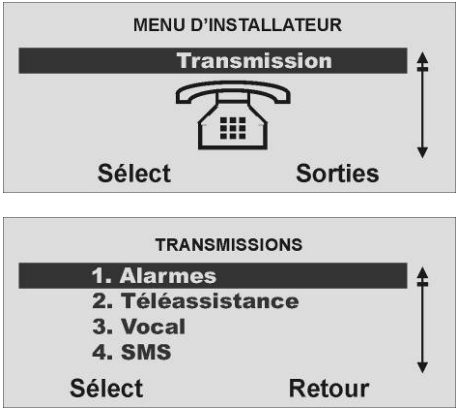 MENU D'INSTALLATEUR
Transmission
Sélect Sorties
TRANSMISSIONS
1. Alarmes
2. Téléassistance
3. Vocal
4. SMS
Sélect Retour